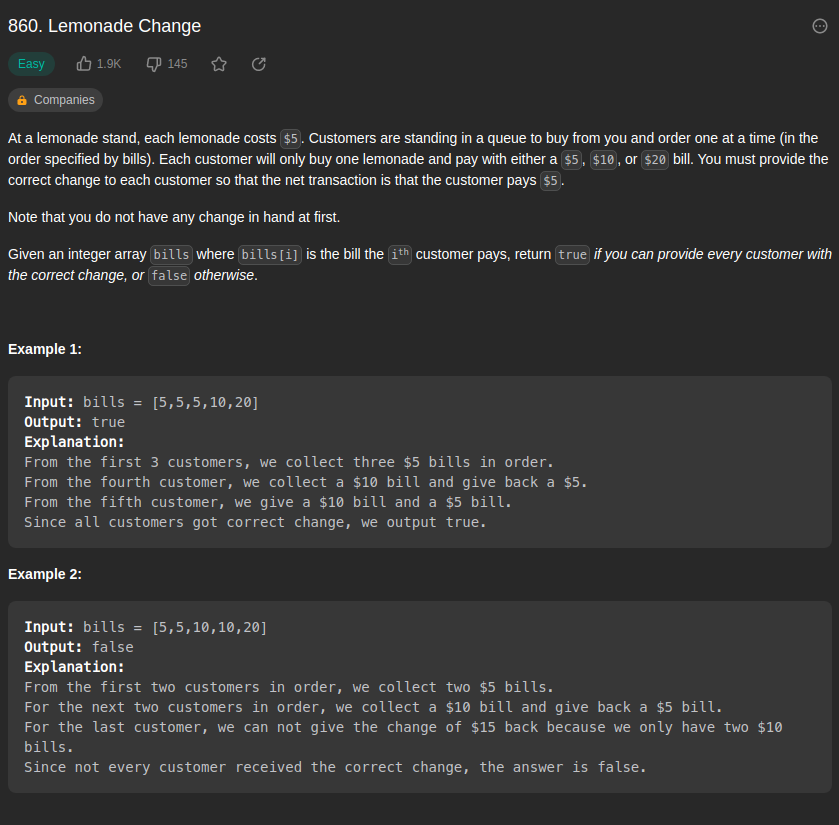 860. Lemonade Change
Easy 1.9K 145
Companies
At a lemonade stand, each lemonade costs $5. Customers are standing in a queue to buy from you and order one at a time (in the
order specified by bills). Each customer will only buy one lemonade and pay with either a $5, $10, or $20 bill. You must provide the
correct change to each customer so that the net transaction is that the customer pays $5.
Note that you do not have any change in hand at first.
Given an integer array bills where bills[i] is the bill the ith customer pays, return true if you can provide every customer with
the correct change, or false otherwise.
Example 1:
Input: bills = [5,5,5,10,20]
Output: true
Explanation:
From the first 3 customers, we collect three $5 bills in order.
From the fourth customer, we collect a $10 bill and give back a $5.
From the fifth customer, we give a $10 bill and a $5 bill.
Since all customers got correct change, we output true.
Example 2:
Input: bills = [5,5,10,10,20]
Output: false
Explanation:
From the first two customers in order, we collect two $5 bills.
For the next two customers in order, we collect a $10 bill and give back a $5 bill.
For the last customer, we can not give the change of $15 back because we only have two $10
bills.
Since not every customer received the correct change, the answer is false.